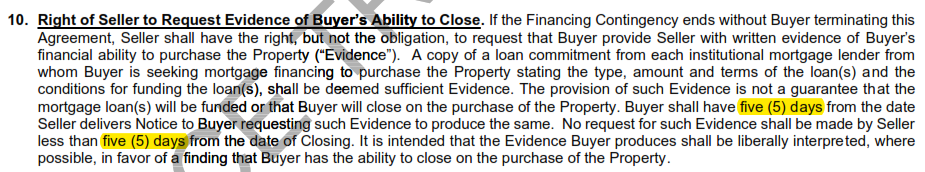 10. Right of Seller to Request Evidence of Buyer's Ability to Close. If the Financing Contingency ends without Buyer terminating this
Agreement, Seller shall have the right, but not the obligation, to request that Buyer provide Seller with written evidence of Buyer's
financial ability to purchase the Property ("Evidence"). A copy of a loan commitment from each institutional mortgage lender from
whom Buyer is seeking mortgage financing to purchase the Property stating the type, amount and terms of the loan(s) and the
conditions for funding the loan(s), shall be deemed sufficient Evidence. The provision of such Evidence is not a guarantee that the
mortgage loan(s) will be funded or that Buyer will close on the purchase of the Property. Buyer shall have five (5) days from the date
Seller delivers Notice to Buyer requesting such Evidence to produce the same. No request for such Evidence shall be made by Seller
less than five (5) days from the date of Closing. It is intended that the Evidence Buyer produces shall be liberally interpreted, where
possible, in favor of a finding that Buyer has the ability to close on the purchase of the Property.